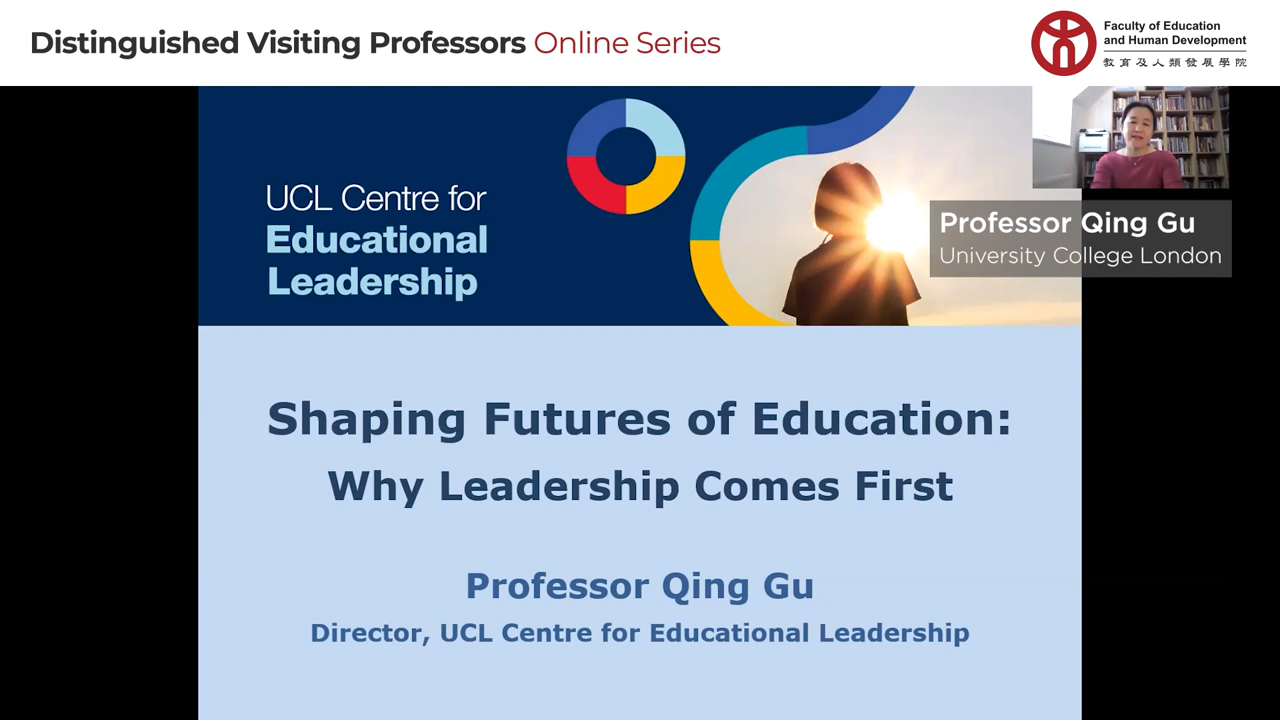 Distinguished Visiting Professors Online Series
Faculty of Education
and Human Development
教育及人類發展學院
UCL Centre for
Educational
Leadership
Professor Qing Gu
University College London
Shaping Futures of Education:
Why Leadership Comes First
Professor Qing Gu
Director, UCL Centre for Educational Leadership